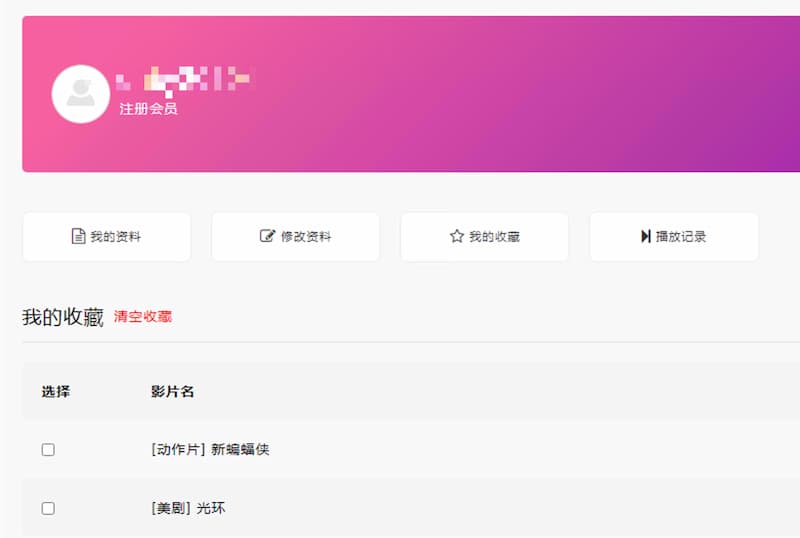 注册会员
我的资料 修改资料 我的收藏 播放记录
我的收藏 清空收藏
选择 影片名
[动作片] 新蝙蝠侠
[美剧] 光环